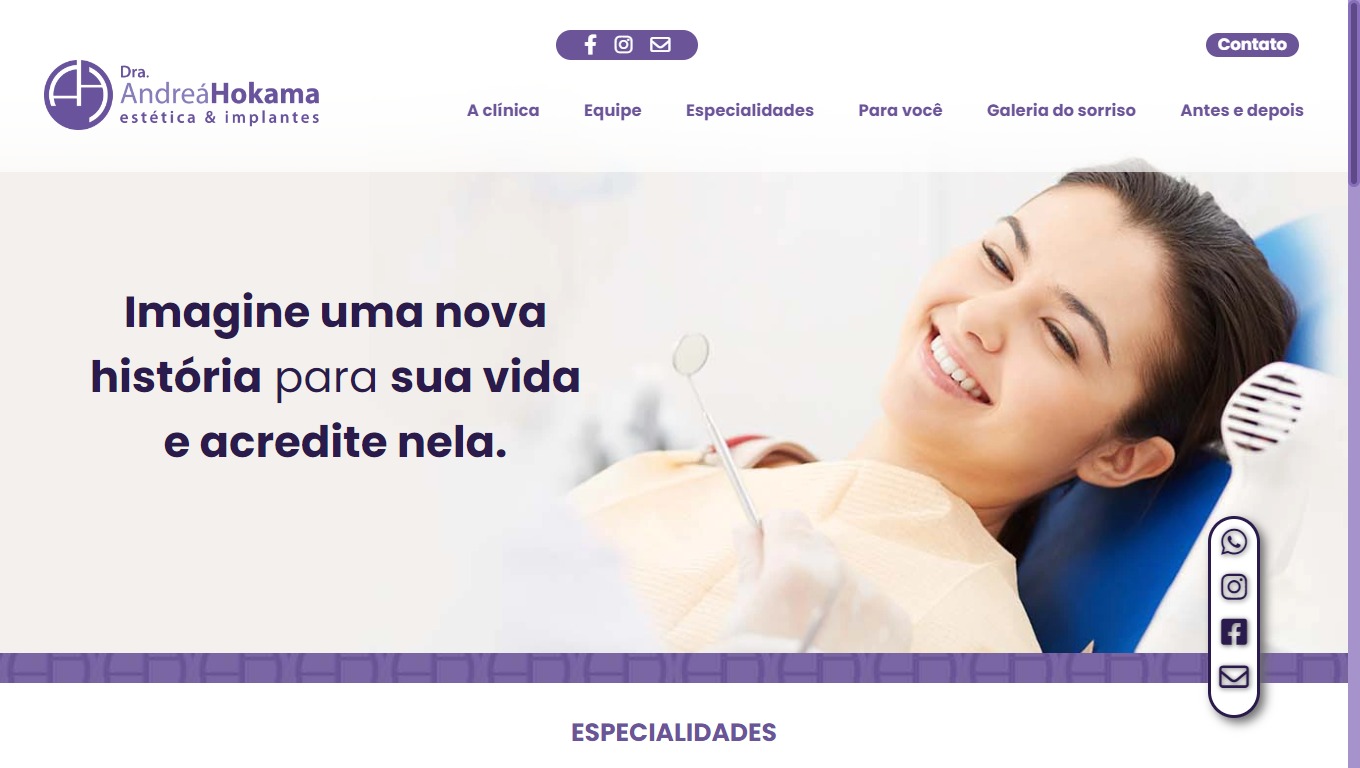 Contato
Dra.
AndreáHokama
estética & implantes
A clínica Equipe Especialidades Para você Galeria do sorriso Antes e depois
Imagine uma nova
história para sua vida
e acredite nela.
ESPECIALIDADES